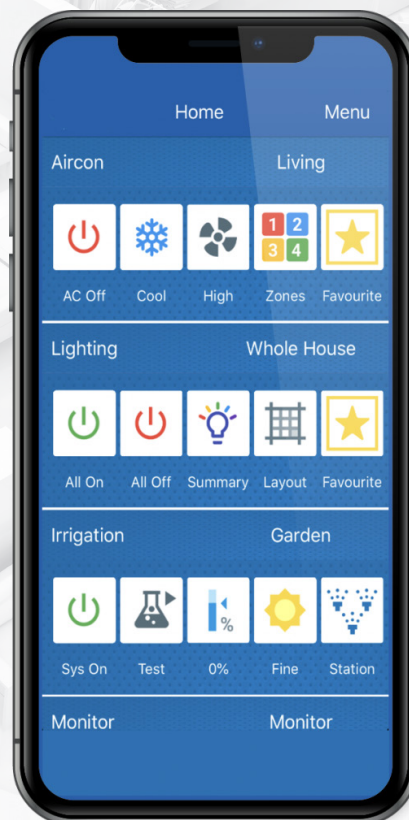 Home Menu
Aircon Living
1 2
3 4
AC Off Cool High Zones Favourite
Lighting Whole House
All On All Off Summary Layout Favourite
Irrigation Garden
%
Sys On Test 0% Fine Station
Monitor Monitor